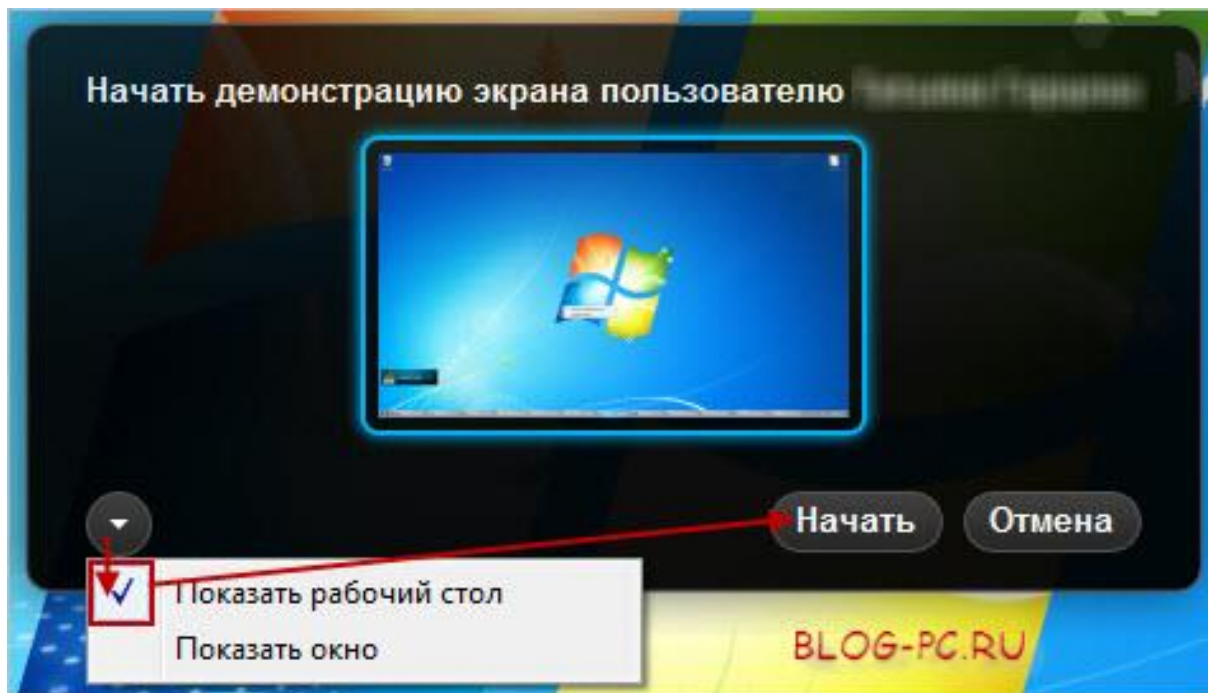 Начать демонстрацию экрана пользователю
Начать
Отмена
Показать рабочий стол
Показать окно
BLOG-PC.RU